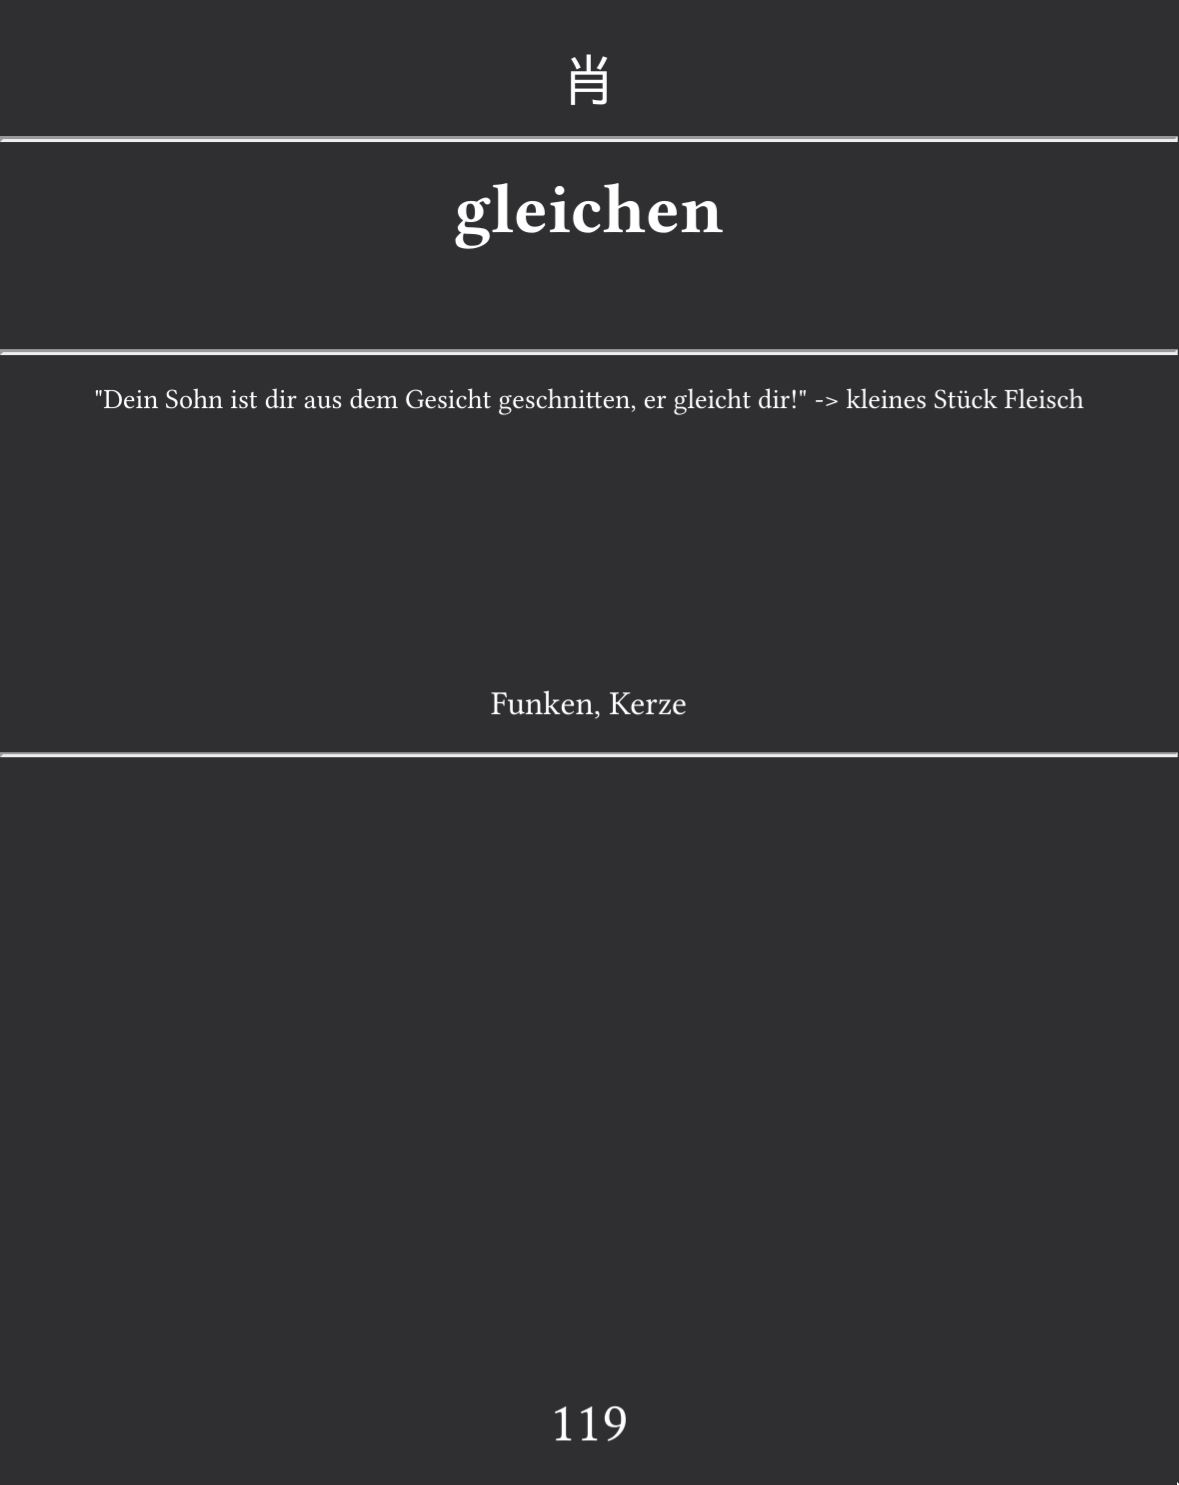 肖
gleichen
"Dein Sohn ist dir aus dem Gesicht geschnitten, er gleicht dir!" -> kleines Stück Fleisch
Funken, Kerze
119